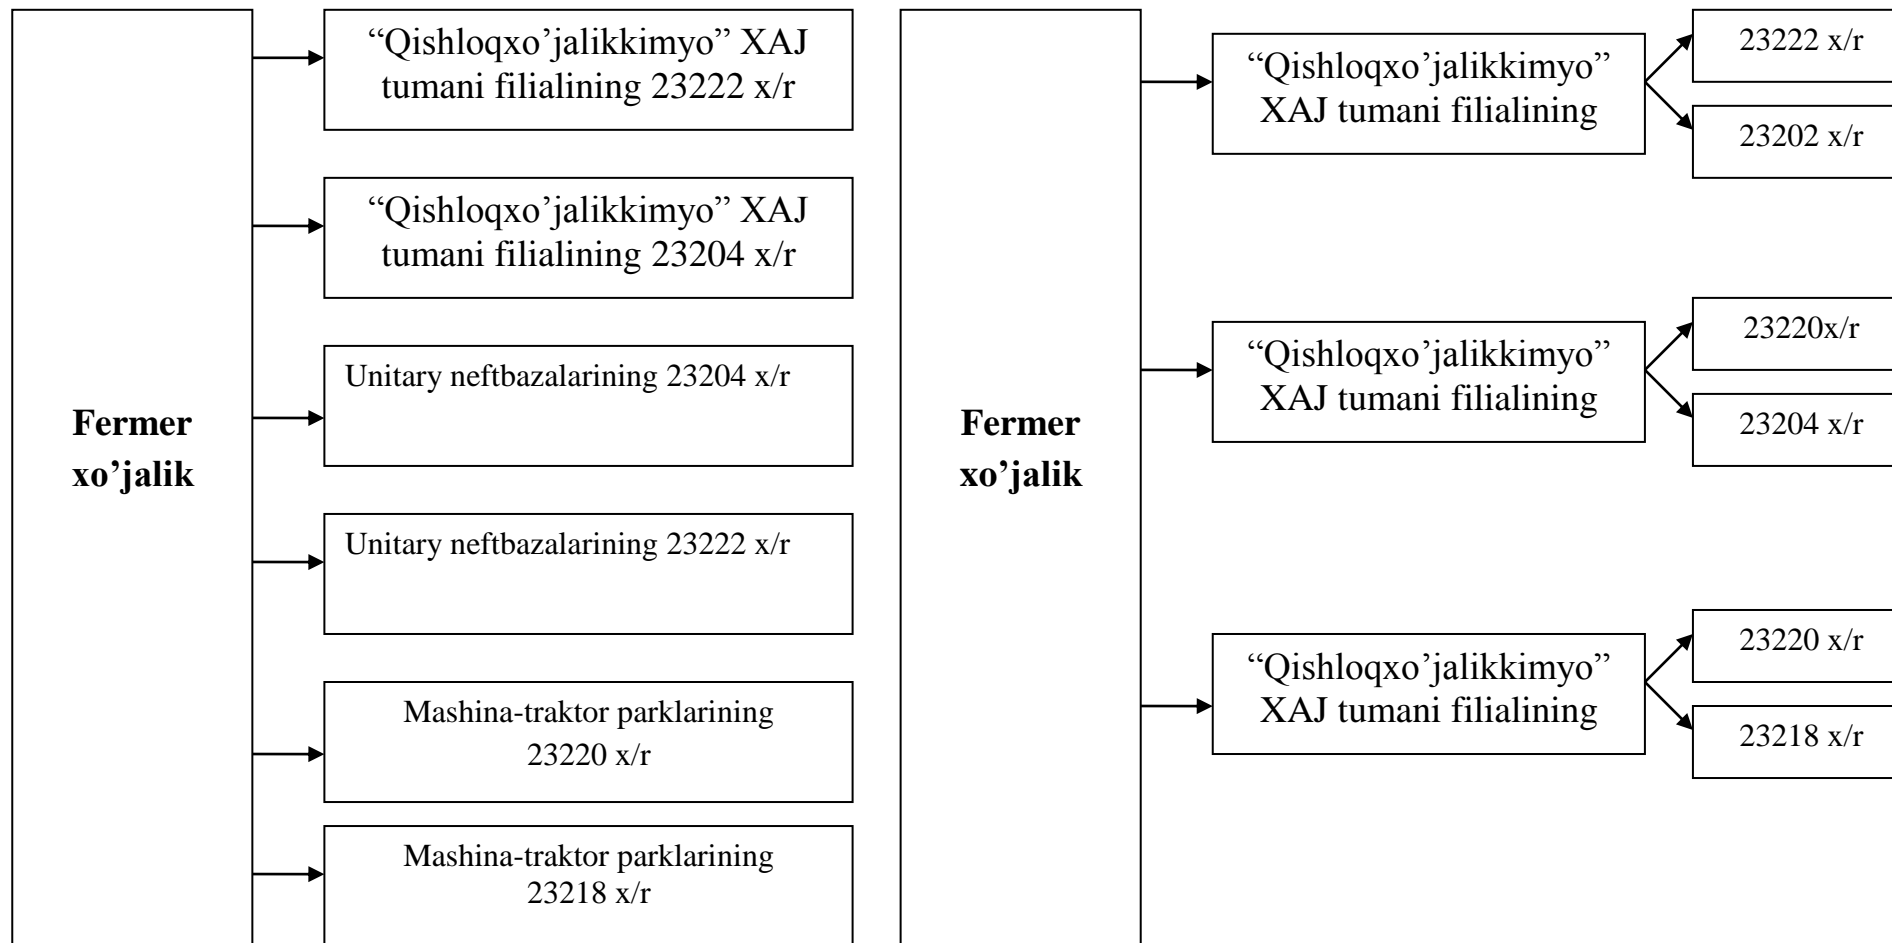 “Qishloqxo’jalikkimyo” XAJ
tumani filialining 23222 x/r
“Qishloqxo’jalikkimyo” XAJ
tumani filialining 23204 x/r
Unitary neftbazalarining 23204 x/r
Fermer
xo’jalik
Unitary neftbazalarining 23222 x/r
Mashina-traktor parklarining
23220 x/r
Mashina-traktor parklarining
23218 x/r
Fermer
xo’jalik
“Qishloqxo’jalikkimyo”
XAJ tumani filialining
23222 x/r
23202 x/r
“Qishloqxo’jalikkimyo”
XAJ tumani filialining
23220x/r
23204 x/r
“Qishloqxo’jalikkimyo”
XAJ tumani filialining
23220 x/r
23218 x/r